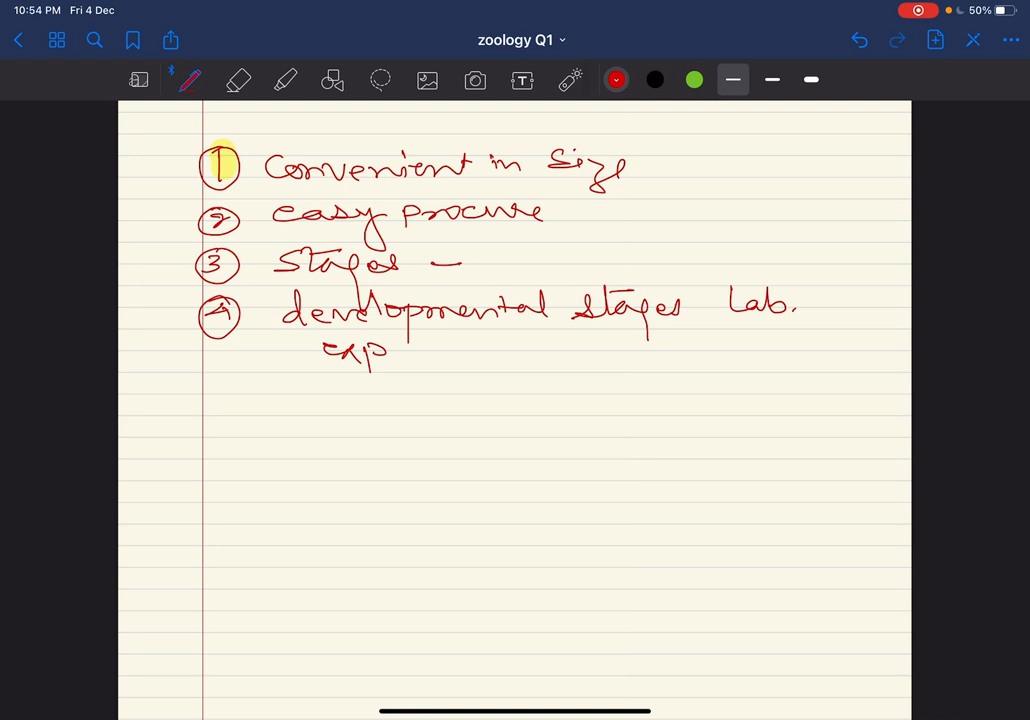 10:54 PM Fri 4 Dec 50%
zoology Q1
T
1 Convenient in Size
2 easy procure
3 Stages —
4 developmental stages Lab.
exp